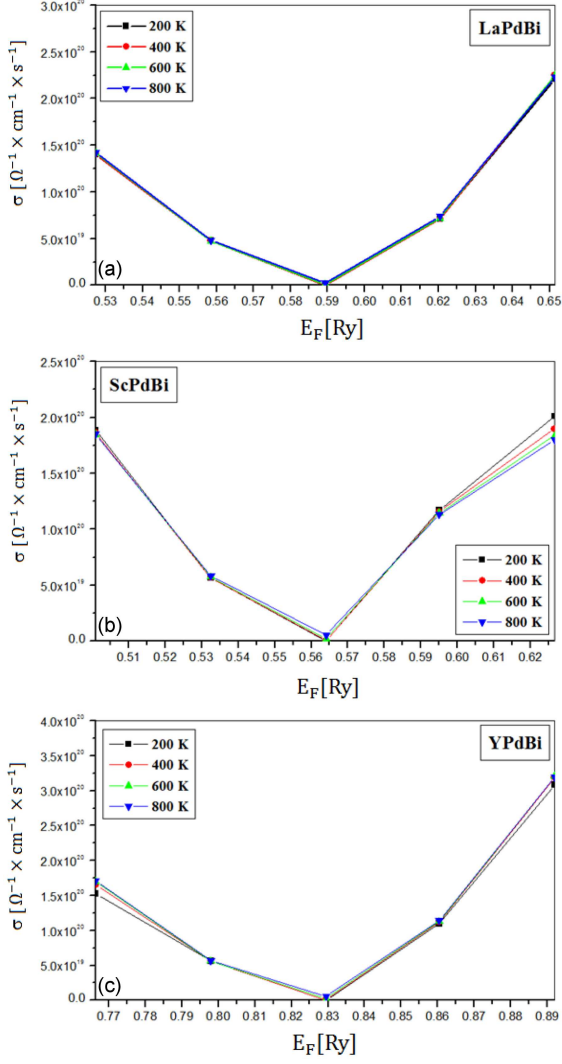 3.0x10²⁰
2.5x10²⁰
2.0x10²⁰
1.5x10²⁰
1.0x10²⁰
5.0x10¹⁹
0.0
σ [ Ω⁻¹ × cm⁻¹ × s⁻¹]
200 K
400 K
600 K
800 K
LaPdBi
(a)
0.53 0.54 0.55 0.56 0.57 0.58 0.59 0.60 0.61 0.62 0.63 0.64 0.65
E_F[Ry]
2.5x10²⁰
2.0x10²⁰
1.5x10²⁰
1.0x10²⁰
5.0x10¹⁹
0.0
σ [ Ω⁻¹ × cm⁻¹ × s⁻¹]
ScPdBi
200 K
400 K
600 K
800 K
(b)
0.51 0.52 0.53 0.54 0.55 0.56 0.57 0.58 0.59 0.60 0.61 0.62
E_F[Ry]
4.0x10²⁰
3.5x10²⁰
3.0x10²⁰
2.5x10²⁰
2.0x10²⁰
1.5x10²⁰
1.0x10²⁰
5.0x10¹⁹
0.0
σ [ Ω⁻¹ × cm⁻¹ × s⁻¹]
200 K
400 K
600 K
800 K
YPdBi
(c)
0.77 0.78 0.79 0.80 0.81 0.82 0.83 0.84 0.85 0.86 0.87 0.88 0.89
E_F[Ry]